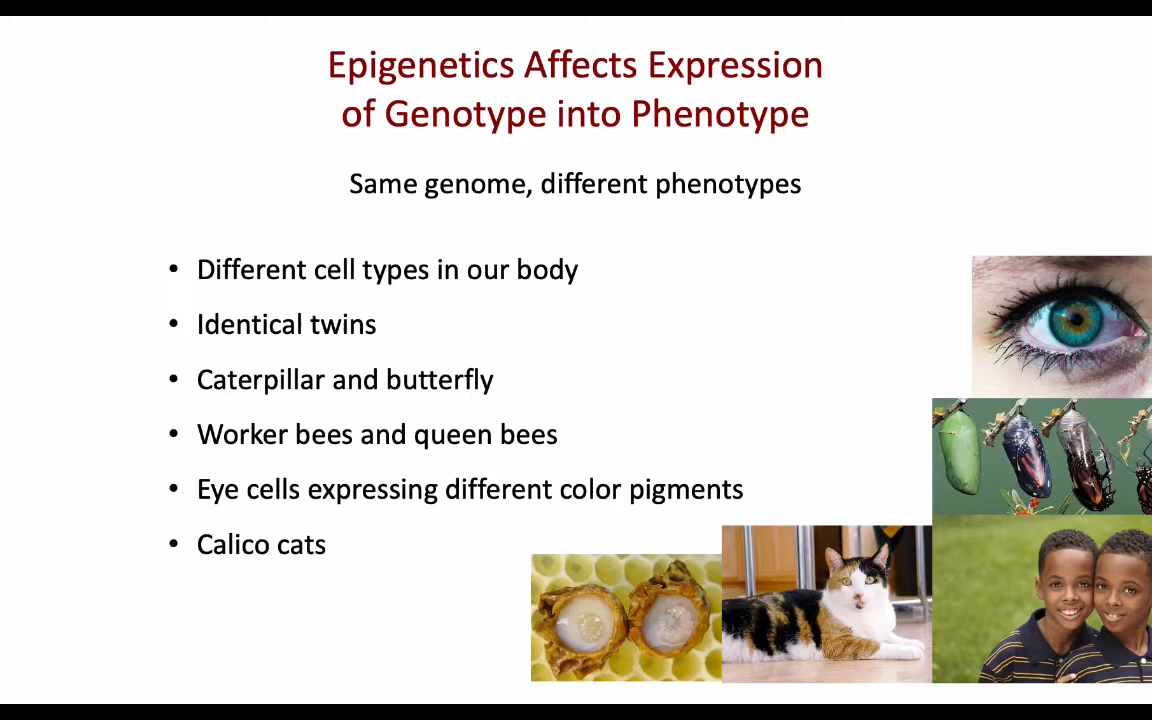 Epigenetics Affects Expression
of Genotype into Phenotype
Same genome, different phenotypes
• Different cell types in our body
• Identical twins
• Caterpillar and butterfly
• Worker bees and queen bees
• Eye cells expressing different color pigments
• Calico cats